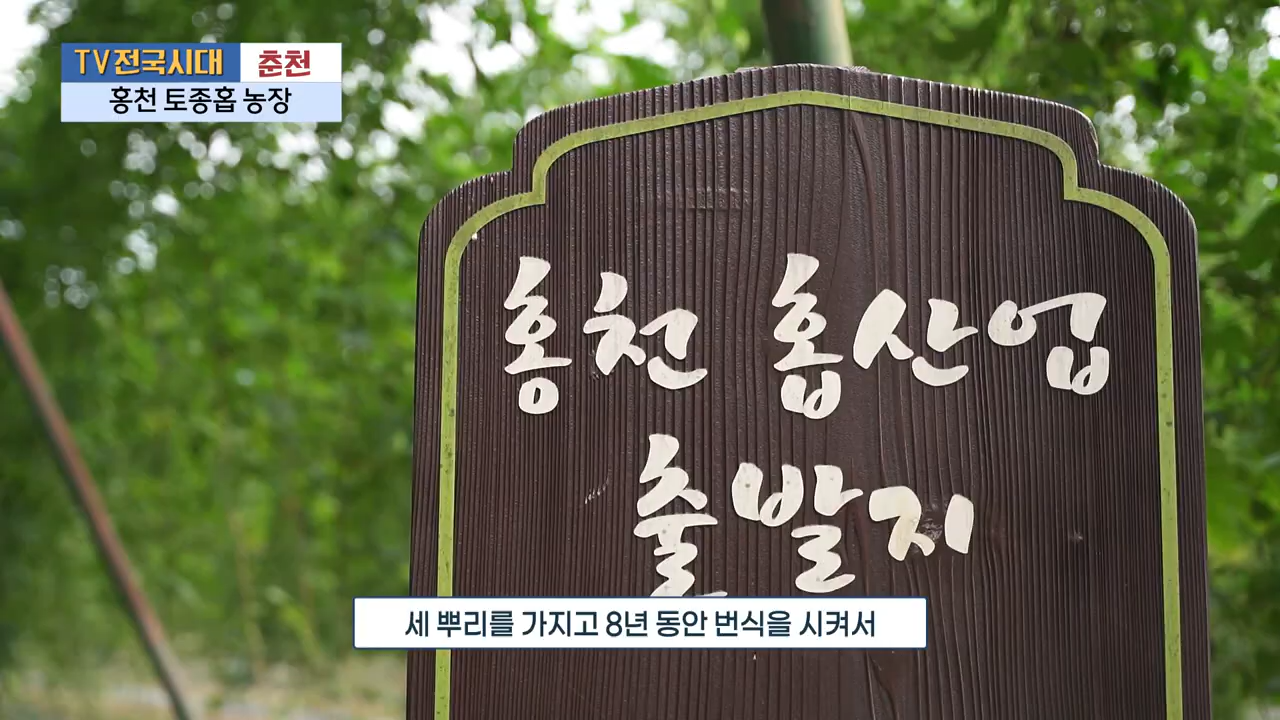 TV전국시대 춘천
홍천 토종홉 농장
홍천 홉산업
출발지
세 뿌리를 가지고 8년 동안 번식을 시켜서